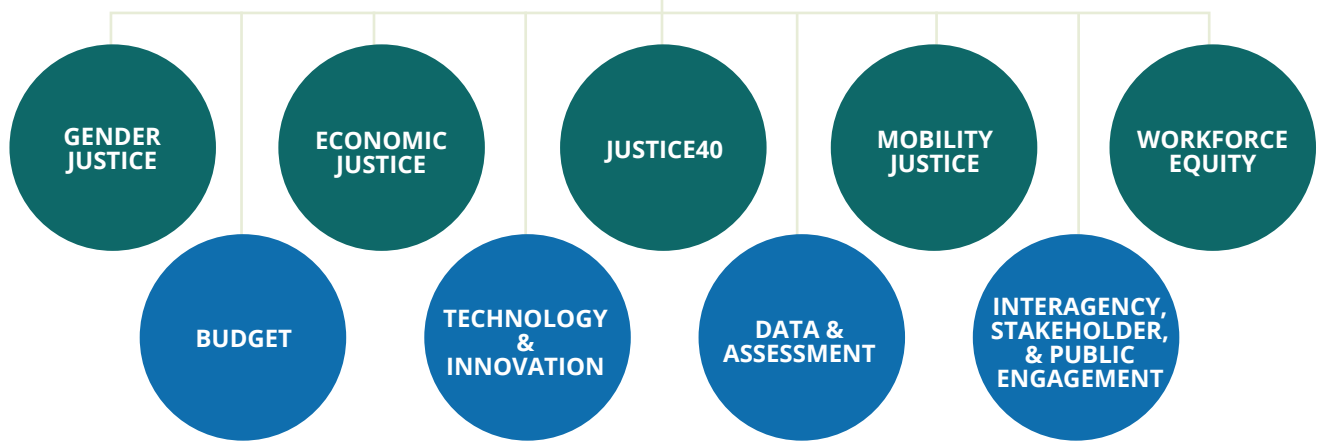 GENDER
JUSTICE
ECONOMIC
JUSTICE
JUSTICE40
MOBILITY
JUSTICE
WORKFORCE
EQUITY
BUDGET
TECHNOLOGY
&
INNOVATION
DATA &
ASSESSMENT
INTERAGENCY,
STAKEHOLDER,
& PUBLIC
ENGAGEMENT